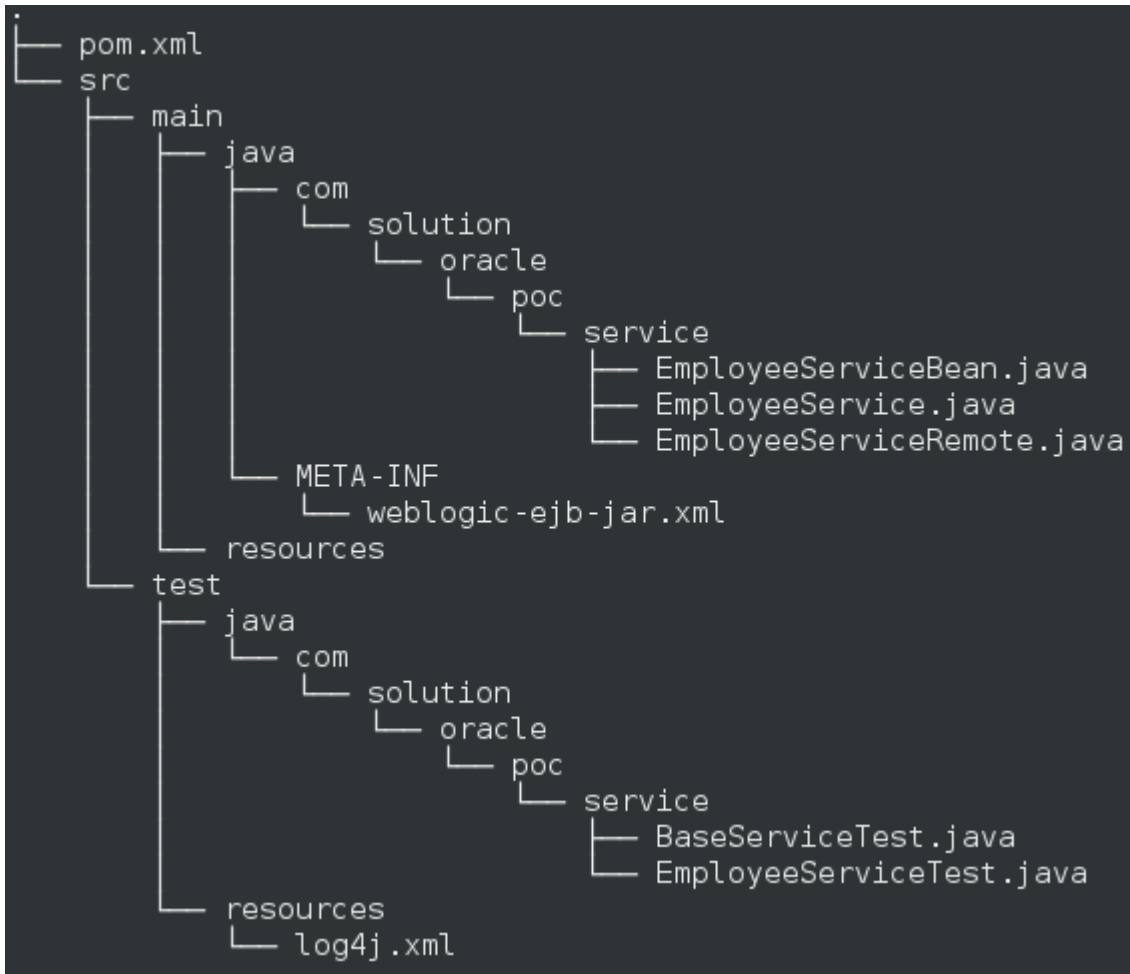 .
├── pom.xml
└── src
    ├── main
    │   ├── java
    │   │   ├── com
    │   │   │   └── solution
    │   │   │       └── oracle
    │   │   │           └── poc
    │   │   │               └── service
    │   │   │                   ├── EmployeeServiceBean.java
    │   │   │                   ├── EmployeeService.java
    │   │   │                   └── EmployeeServiceRemote.java
    │   │   └── META-INF
    │   │       └── weblogic-ejb-jar.xml
    │   └── resources
    └── test
        ├── java
        │   └── com
        │       └── solution
        │           └── oracle
        │               └── poc
        │                   └── service
        │                       ├── BaseServiceTest.java
        │                       └── EmployeeServiceTest.java
        └── resources
            └── log4j.xml